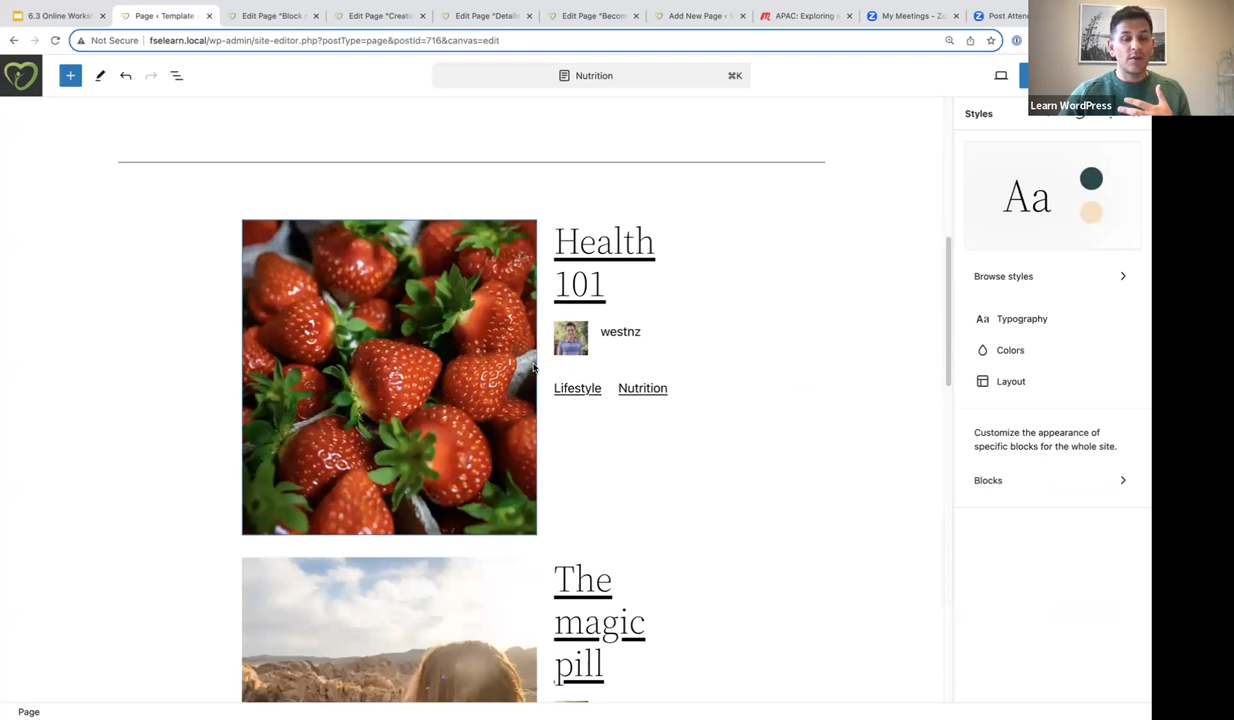 6.3 Online Works
Page ‹ Template
Edit Page "Block
Edit Page "Creati
Edit Page "Details
Edit Page "Becom
Add New Page ‹ W
APAC: Exploring s
My Meetings - Zo
Post Atten
Not Secure
fselearn.local/wp-admin/site-editor.php?postType=page&postId=716&canvas=edit
Nutrition
⌘K
Learn WordPress
Styles
Aa
Browse styles
Aa Typography
Colors
Layout
Customize the appearance of
specific blocks for the whole site.
Blocks
Health
101
westnz
Lifestyle Nutrition
The
magic
pill
Page